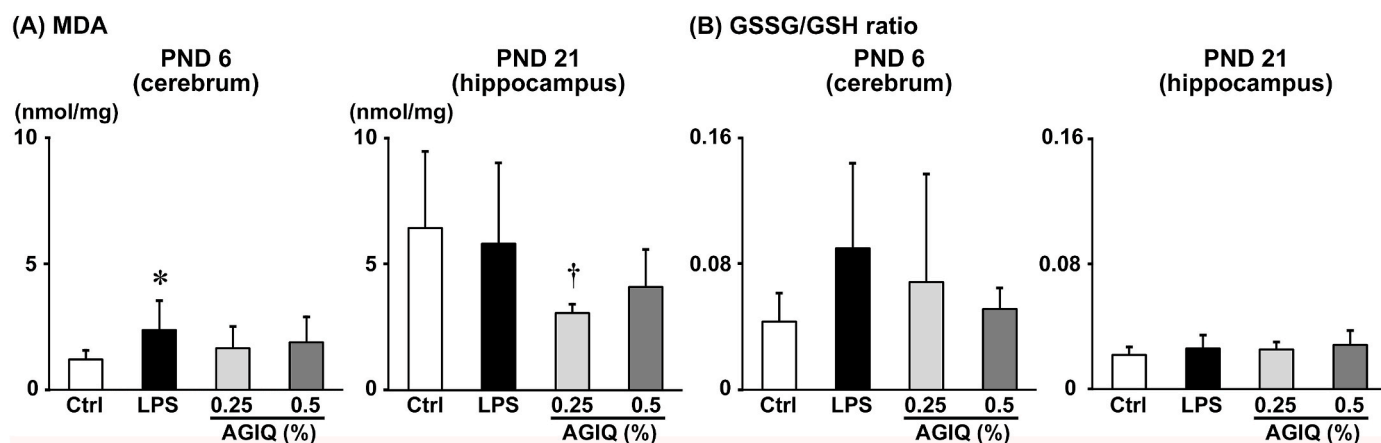 (A) MDA
PND 6
(cerebrum)
(nmol/mg)
10
5
*
0
Ctrl LPS 0.25 0.5
AGIQ (%)
PND 21
(hippocampus)
(nmol/mg)
10
5
†
0
Ctrl LPS 0.25 0.5
AGIQ (%)
(B) GSSG/GSH ratio
PND 6
(cerebrum)
0.16
0.08
0
Ctrl LPS 0.25 0.5
AGIQ (%)
PND 21
(hippocampus)
0.16
0.08
0
Ctrl LPS 0.25 0.5
AGIQ (%)